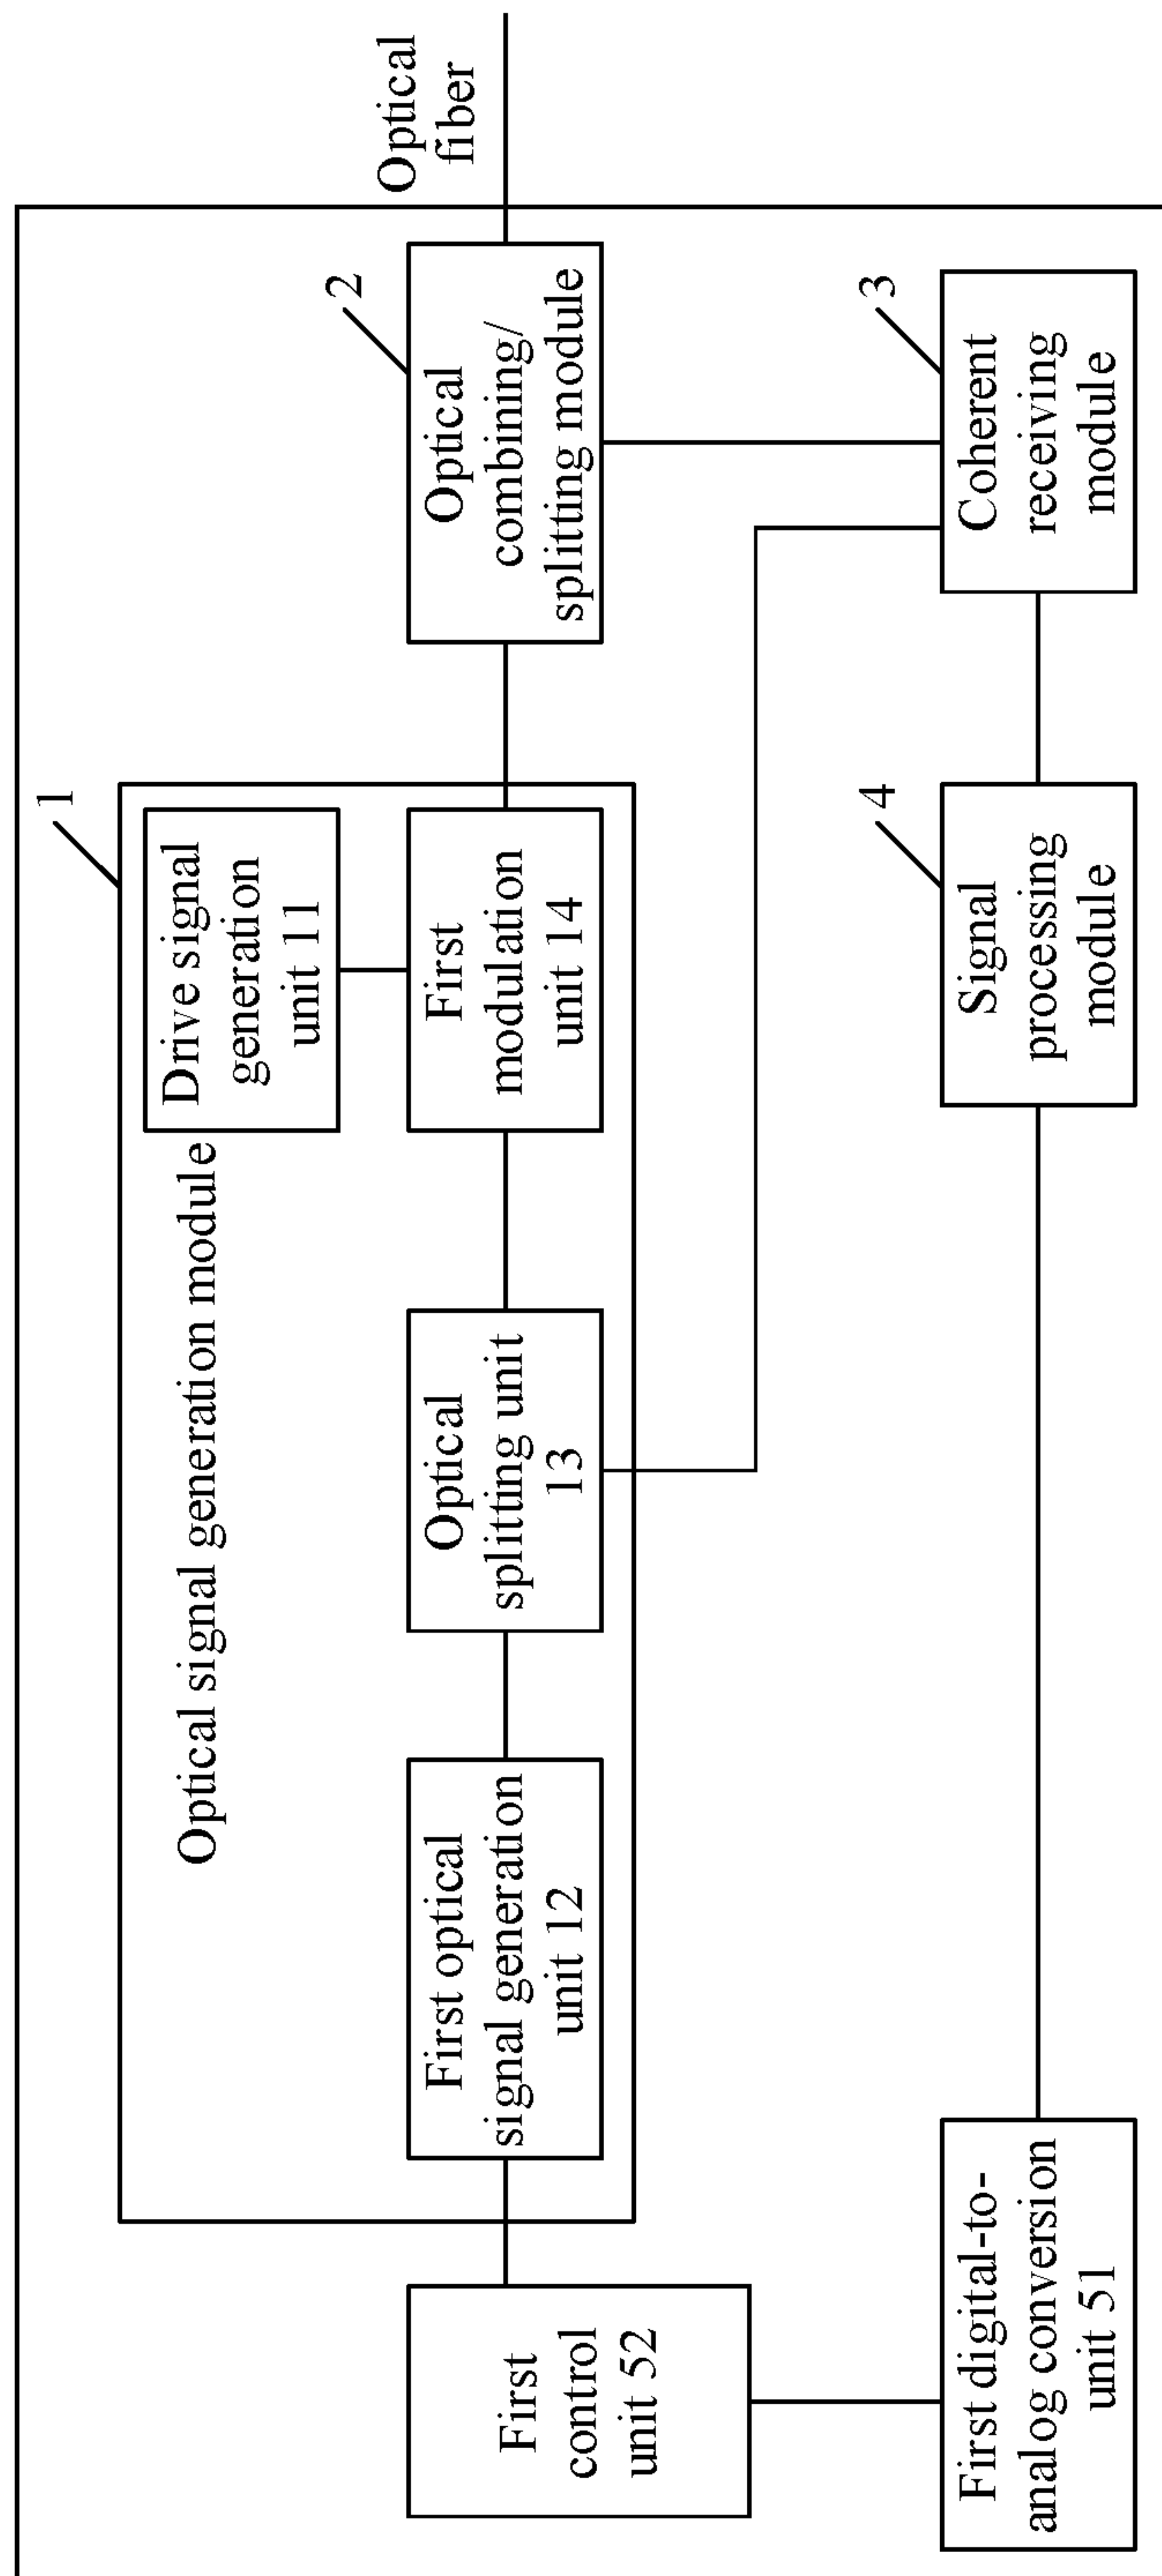 Optical
fiber
1
Drive signal
generation
unit 11
Optical signal generation module
2
First
control
unit 52
First optical
signal generation
unit 12
Optical
splitting unit
13
First
modulation
unit 14
Optical
combining/
splitting module
4
3
First digital-to-
analog conversion
unit 51
Signal
processing
module
Coherent
receiving
module